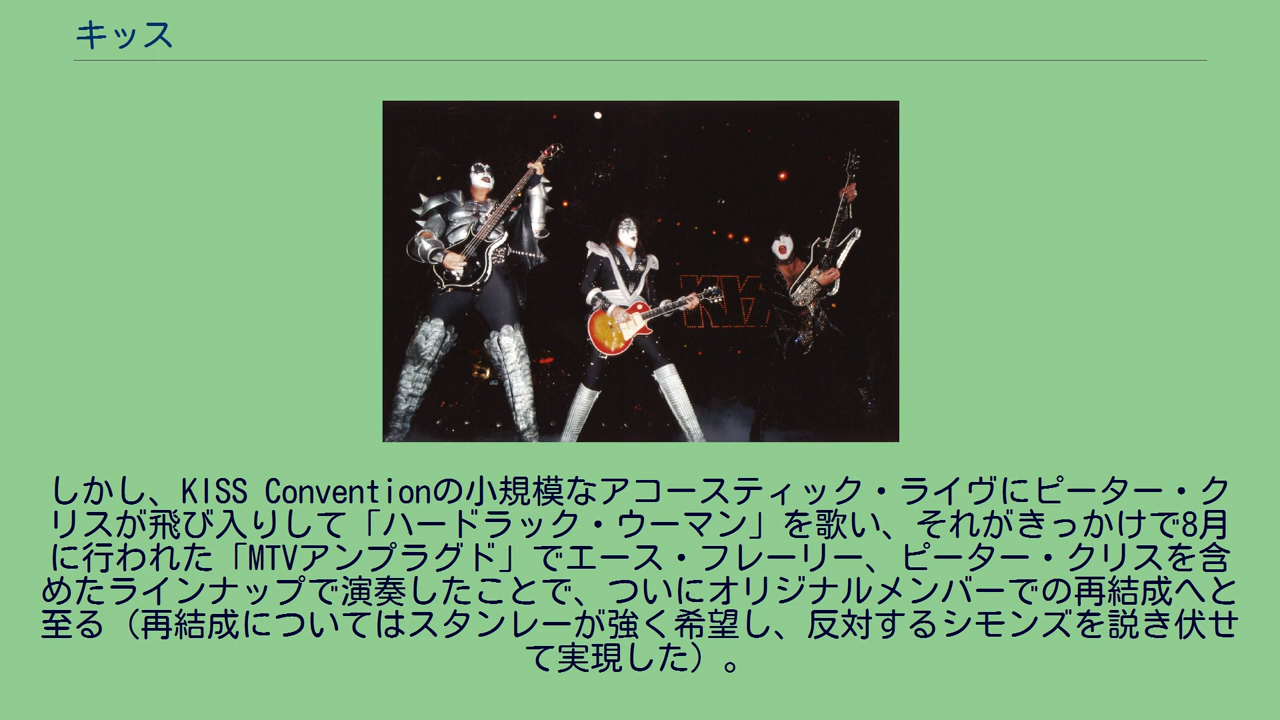 キッス
KISS
しかし、KISS Conventionの小規模なアコースティック・ライヴにピーター・ク
リスが飛び入りして「ハードラック・ウーマン」を歌い、それがきっかけで8月
に行われた「MTVアンプラグド」でエース・フレーリー、ピーター・クリスを含
めたラインナップで演奏したことで、ついにオリジナルメンバーでの再結成へと
至る（再結成についてはスタンレーが強く希望し、反対するシモンズを説き伏せ
て実現した）。